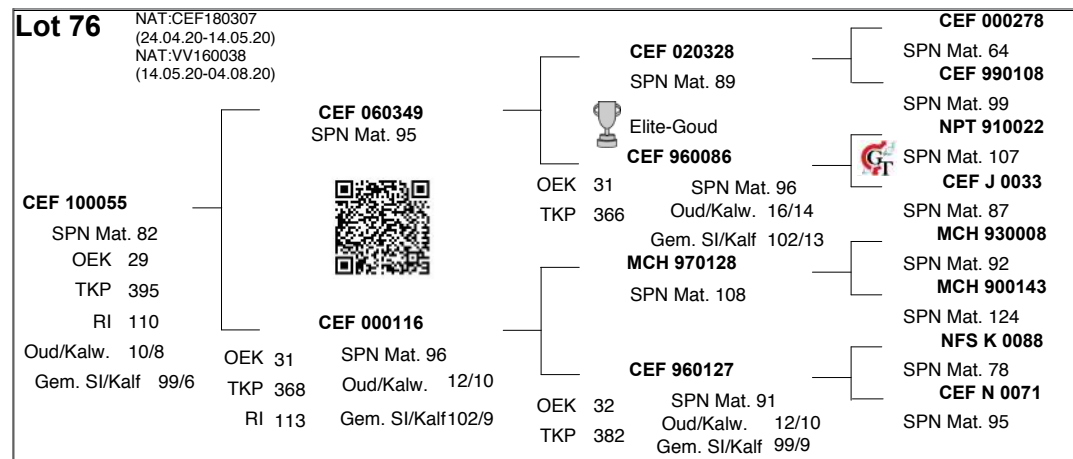 Lot 76
NAT:CEF180307
(24.04.20-14.05.20)
NAT:VV160038
(14.05.20-04.08.20)
CEF 100055
SPN Mat. 82
OEK 29
TKP 395
RI 110
Oud/Kalw. 10/8
Gem. SI/Kalf 99/6
CEF 060349
SPN Mat. 95
CEF 000116
OEK 31
SPN Mat. 96
TKP 368
Oud/Kalw. 12/10
RI 113
Gem. SI/Kalf102/9
CEF 020328
SPN Mat. 89
Elite-Goud
CEF 960086
OEK 31
SPN Mat. 96
TKP 366
Oud/Kalw. 16/14
Gem. SI/Kalf 102/13
MCH 970128
SPN Mat. 108
CEF 960127
OEK 32
SPN Mat. 91
Oud/Kalw. 12/10
TKP 382
Gem. SI/Kalf 99/9
CEF 000278
SPN Mat. 64
CEF 990108
SPN Mat. 99
NPT 910022
GT
SPN Mat. 107
CEF J 0033
SPN Mat. 87
MCH 930008
SPN Mat. 92
MCH 900143
SPN Mat. 124
NFS K 0088
SPN Mat. 78
CEF N 0071
SPN Mat. 95